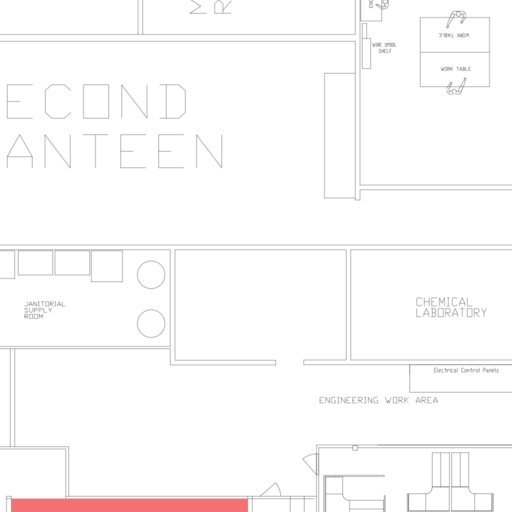 M
R
CHE
WORK TABLE
WIRE SPOOL
SHELF
WORK TABLE
ECOND
ANTEEN
JANITORIAL
SUPPLY
ROOM
CHEMICAL
LABORATORY
Electrical Control Panels
ENGINEERING WORK AREA